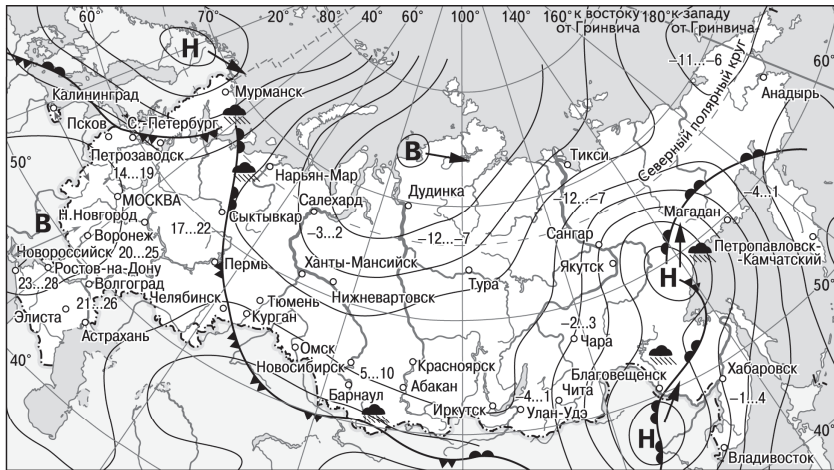 60° 70° 80° 80° 40° 60° 100° 140° 160° к востоку от Гринвича 180° к западу от Гринвича
Н
60°
–11...–6
Северный полярный круг
Анадырь
Калининград
Мурманск
Псков
С.-Петербург
50°
В
Тикси
Петрозаводск
14...19
Нарьян-Мар
Салехард
Дудинка
–12...–7
–4...1
МОСКВА
Магадан
Н.Новгород
17...22
Сыктывкар
–3...2
–12...–7
Сангар
В
Воронеж
Петропавловск-
-Камчатский
Новороссийск
20...25
Ростов-на-Дону
Пермь
Ханты-Мансийск
Якутск
Н
23...28
Волгоград
Тура
50°
Челябинск
Тюмень
Нижневартовск
21...26
Элиста
Курган
–2...3
Астрахань
Чара
40°
Омск
Новосибирск
5...10
Красноярск
Благовещенск
Хабаровск
Абакан
Чита
Барнаул
–4...1
–1...4
Иркутск
Улан-Удэ
40°
Н
Владивосток